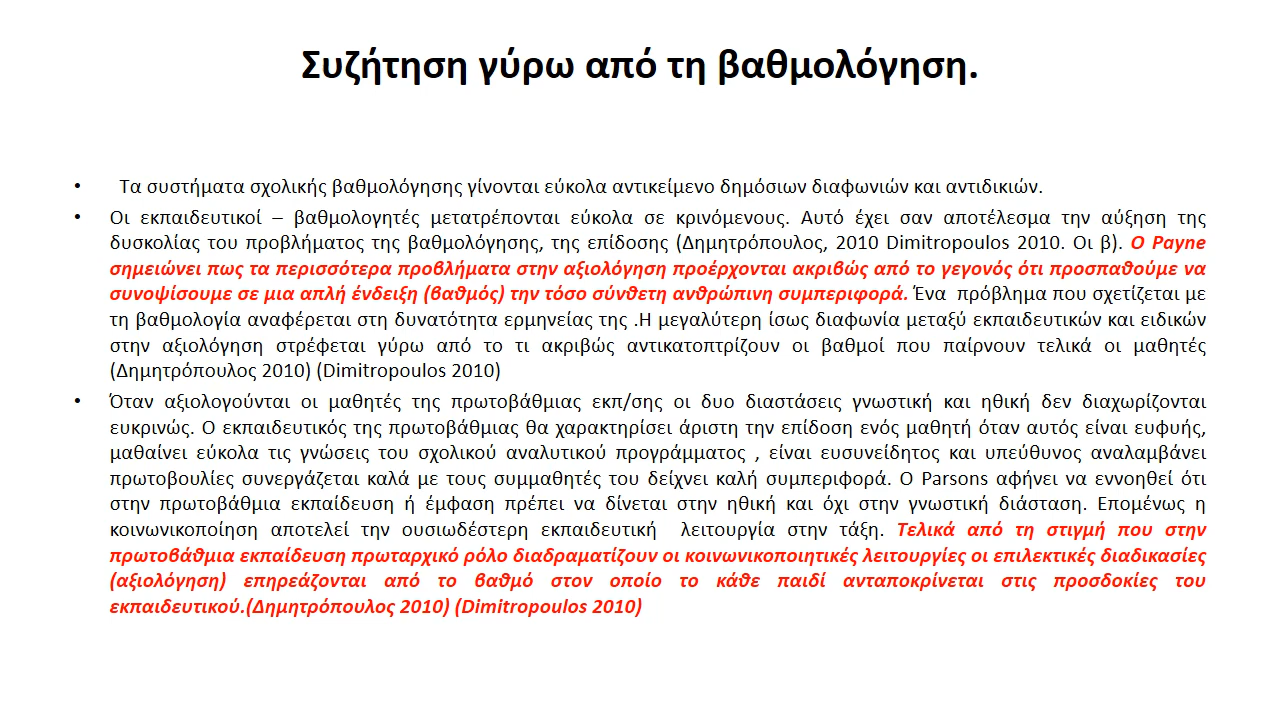 Συζήτηση γύρω από τη βαθμολόγηση.
• Τα συστήματα σχολικής βαθμολόγησης γίνονται εύκολα αντικείμενο δημόσιων διαφωνιών και αντιδικιών.
• Οι εκπαιδευτικοί – βαθμολογητές μετατρέπονται εύκολα σε κρινόμενους. Αυτό έχει σαν αποτέλεσμα την αύξηση της
δυσκολίας του προβλήματος της βαθμολόγησης, της επίδοσης (Δημητρόπουλος, 2010 Dimitropoulos 2010. Οι β). Ο Payne
σημειώνει πως τα περισσότερα προβλήματα στην αξιολόγηση προέρχονται ακριβώς από το γεγονός ότι προσπαθούμε να
συνοψίσουμε σε μια απλή ένδειξη (βαθμός) την τόσο σύνθετη ανθρώπινη συμπεριφορά. Ένα  πρόβλημα που σχετίζεται με
τη βαθμολογία αναφέρεται στη δυνατότητα ερμηνείας της .Η μεγαλύτερη ίσως διαφωνία μεταξύ εκπαιδευτικών και ειδικών
στην αξιολόγηση στρέφεται γύρω από το τι ακριβώς αντικατοπτρίζουν οι βαθμοί που παίρνουν τελικά οι μαθητές
(Δημητρόπουλος 2010) (Dimitropoulos 2010)
• Όταν αξιολογούνται οι μαθητές της πρωτοβάθμιας εκπ/σης οι δυο διαστάσεις γνωστική και ηθική δεν διαχωρίζονται
ευκρινώς. Ο εκπαιδευτικός της πρωτοβάθμιας θα χαρακτηρίσει άριστη την επίδοση ενός μαθητή όταν αυτός είναι ευφυής,
μαθαίνει εύκολα τις γνώσεις του σχολικού αναλυτικού προγράμματος , είναι ευσυνείδητος και υπεύθυνος αναλαμβάνει
πρωτοβουλίες συνεργάζεται καλά με τους συμμαθητές του δείχνει καλή συμπεριφορά. Ο Parsons αφήνει να εννοηθεί ότι
στην πρωτοβάθμια εκπαίδευση ή έμφαση πρέπει να δίνεται στην ηθική και όχι στην γνωστική διάσταση. Επομένως η
κοινωνικοποίηση αποτελεί την ουσιωδέστερη εκπαιδευτική  λειτουργία στην τάξη. Τελικά από τη στιγμή που στην
πρωτοβάθμια εκπαίδευση πρωταρχικό ρόλο διαδραματίζουν οι κοινωνικοποιητικές λειτουργίες οι επιλεκτικές διαδικασίες
(αξιολόγηση) επηρεάζονται από το βαθμό στον οποίο το κάθε παιδί ανταποκρίνεται στις προσδοκίες του
εκπαιδευτικού.(Δημητρόπουλος 2010) (Dimitropoulos 2010)